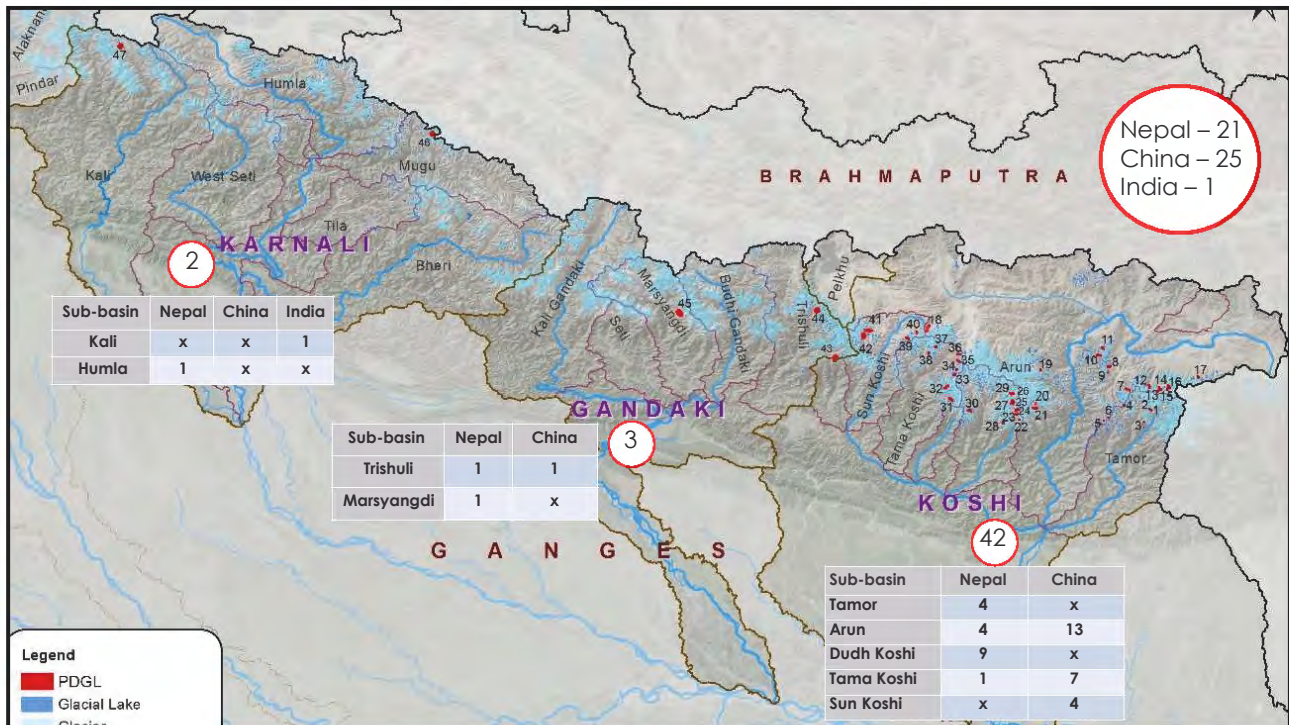 Alaknan
Pindar
47
Humla
46
Mugu
Kali
West Seti
Tila
KARNALI
Bheri
2
Nepal – 21
China – 25
India – 1
BRAHMAPUTRA
Sub-basin Nepal China India
Kali x x 1
Humla 1 x x
Kali Gandaki
Seti
Marsyangdi
45
Budhi Gandaki
Trishuli
44
43
Peikhu
GANDAKI
3
Sub-basin Nepal China
Trishuli 1 1
Marsyangdi 1 x
GANGES
41
42
40
18
39
37
38
36
35
34
33
32
31
30
Sun Koshi
Tama Koshi
Arun
19
29
26
27
25
24
20
23
21
28
22
11
10
8
9
7
12
14
16
13
15
17
4
2
1
6
5
3
Tamor
KOSHI
42
Sub-basin Nepal China
Tamor 4 x
Arun 4 13
Dudh Koshi 9 x
Tama Koshi 1 7
Sun Koshi x 4
Legend
PDGL
Glacial Lake
Glacier